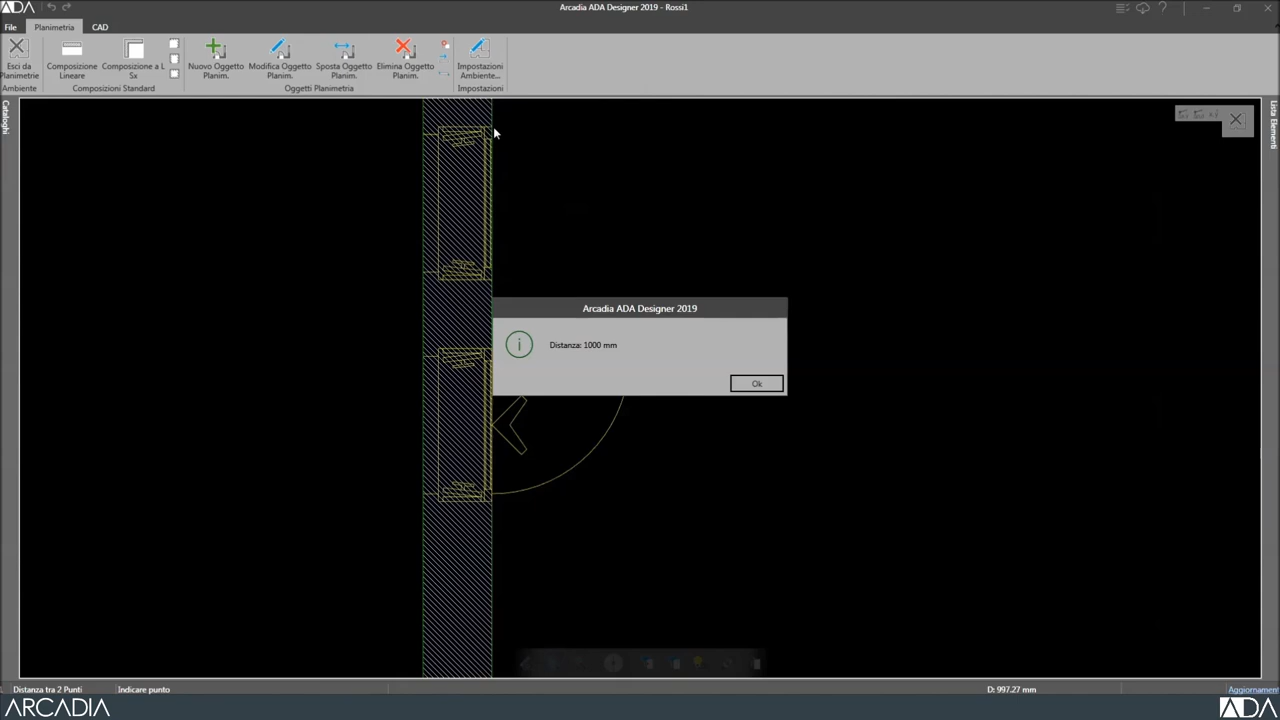 ADA
Arcadia ADA Designer 2019 - Rossi1
File
Planimetria
CAD
Esci da
Planimetrie
Composizione
Lineare
Composizione a L
Sx
Nuovo Oggetto
Planim.
Modifica Oggetto
Planim.
Sposta Oggetto
Planim.
Elimina Oggetto
Planim.
Impostazioni
Ambiente...
Ambiente
Composizioni Standard
Oggetti Planimetria
Impostazioni
Cataloghi
Lista Elementi
Arcadia ADA Designer 2019
Distanza: 1000 mm
Ok
Distanza tra 2 Punti
Indicare punto
D: 997.27 mm
Aggiornamen
ARCADIA
ADA